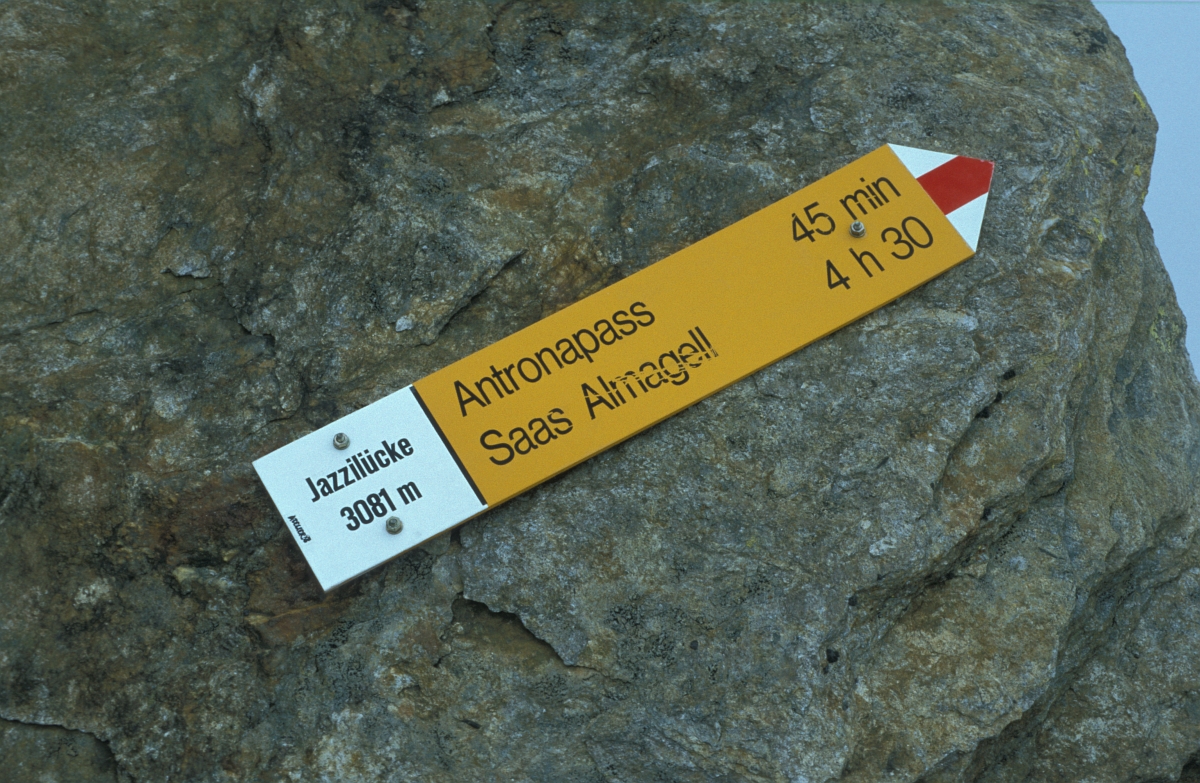 Jazzilücke
3081 m
Antronapass 45 min
Saas Almagell 4 h 30